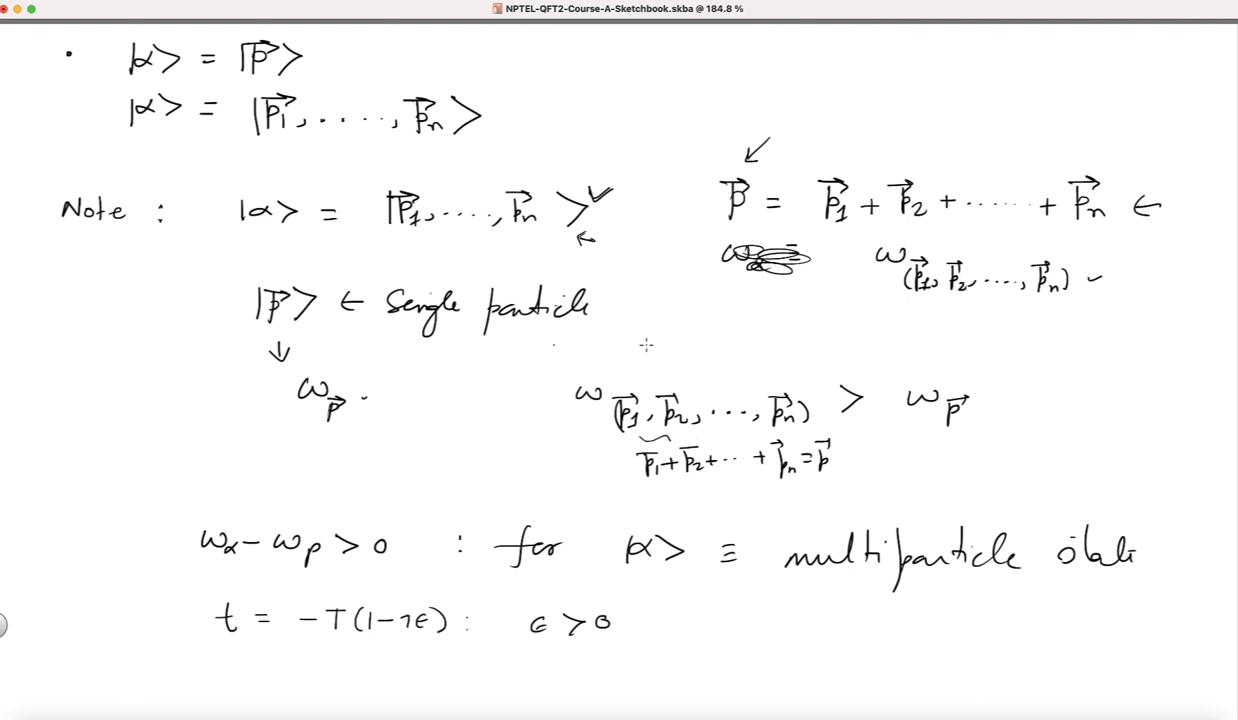 NPTEL-QFT2-Course-A-Sketchbook.skba @ 184.8 %
• |α> = |p⃗>
|α> = |p⃗1, ...., p⃗n>
Note : |α> = |p⃗1, ...., p⃗n> ✓ p⃗ = p⃗1 + p⃗2 + ...... + p⃗n ←
ω(p⃗1, p⃗2, ...., p⃗n)
|p⃗> ← Single particle
↓
ωp⃗ ω(p⃗1, p⃗2, ..., p⃗n) > ωp⃗
p⃗1 + p⃗2 + ... + p⃗n = p⃗
ωα - ωp > 0 : for |α> ≡ multiparticle state
t = -T(1-iϵ) : ϵ > 0